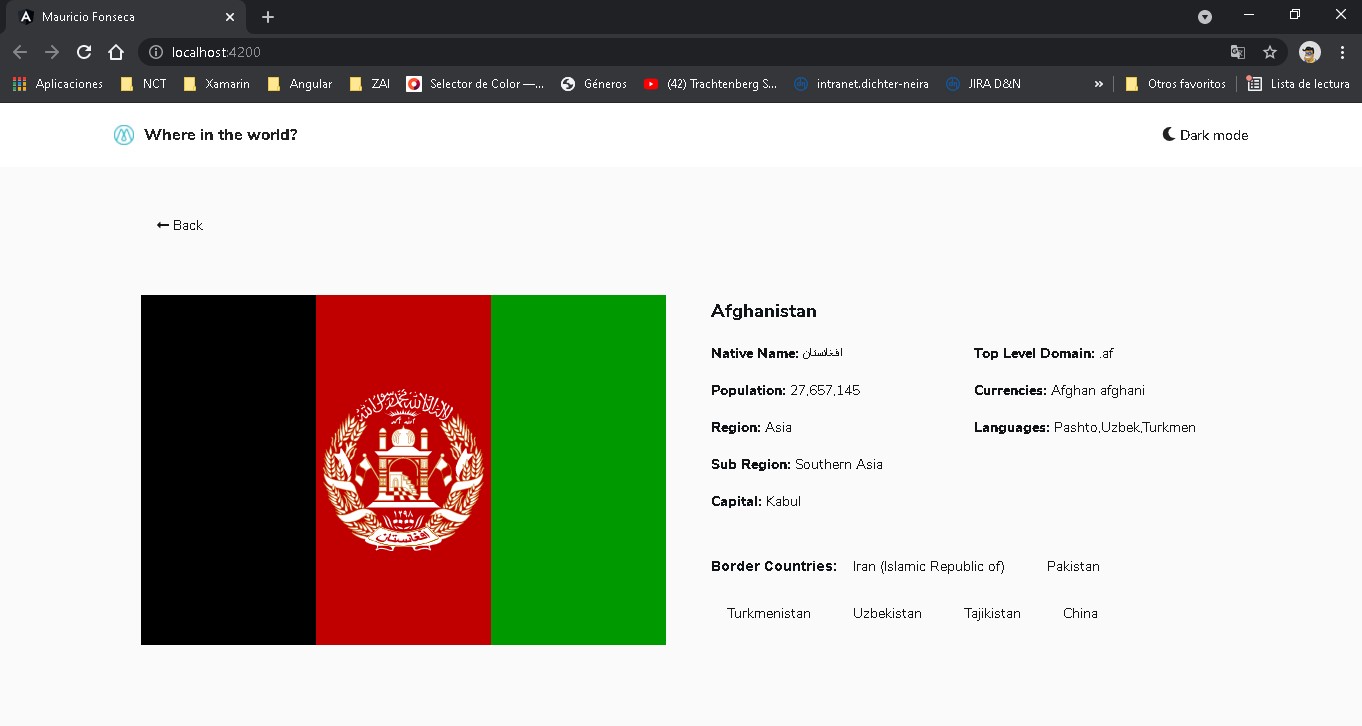 Mauricio Fonseca
localhost:4200
Aplicaciones NCT Xamarin Angular ZAI Selector de Color —... Géneros (42) Trachtenberg S... intranet.dichter-neira JIRA D&N » Otros favoritos Lista de lectura
Where in the world? Dark mode
Back
Afghanistan
Native Name: افغانستان Top Level Domain: .af
Population: 27,657,145 Currencies: Afghan afghani
Region: Asia Languages: Pashto,Uzbek,Turkmen
Sub Region: Southern Asia
Capital: Kabul
Border Countries: Iran (Islamic Republic of) Pakistan
Turkmenistan Uzbekistan Tajikistan China
١٢٩٨
افغانستان